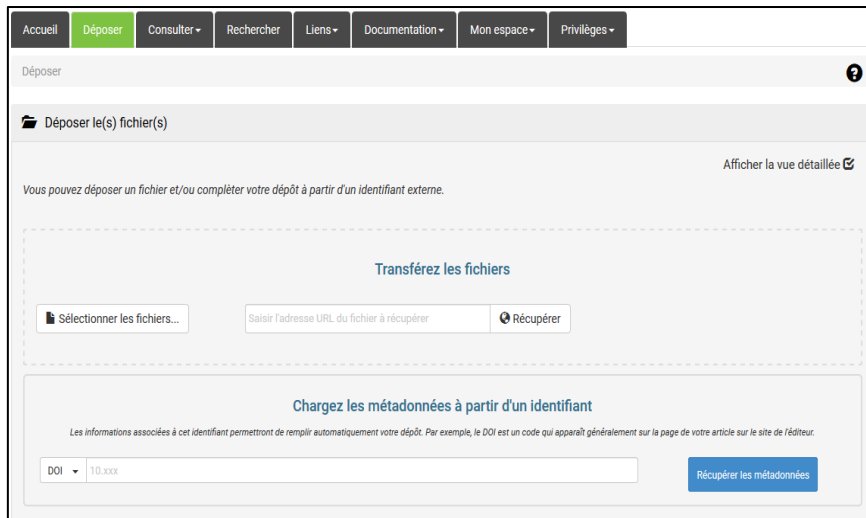 Accueil Déposer Consulter Rechercher Liens Documentation Mon espace Privilèges
Déposer
Déposer le(s) fichier(s)
Afficher la vue détaillée
Vous pouvez déposer un fichier et/ou complèter votre dépôt à partir d'un identifiant externe.
Transférez les fichiers
Sélectionner les fichiers... Saisir l'adresse URL du fichier à récupérer Récupérer
Chargez les métadonnées à partir d'un identifiant
Les informations associées à cet identifiant permettront de remplir automatiquement votre dépôt. Par exemple, le DOI est un code qui apparaît généralement sur la page de votre article sur le site de l'éditeur.
DOI 10.xxx Récupérer les métadonnées